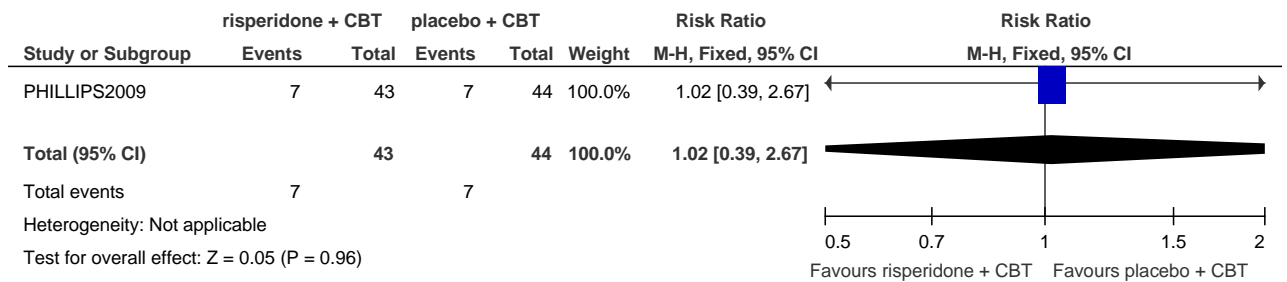 risperidone + CBT placebo + CBT Risk Ratio Risk Ratio
Study or Subgroup Events Total Events Total Weight M-H, Fixed, 95% CI M-H, Fixed, 95% CI
PHILLIPS2009 7 43 7 44 100.0% 1.02 [0.39, 2.67]
Total (95% CI) 43 44 100.0% 1.02 [0.39, 2.67]
Total events 7 7
Heterogeneity: Not applicable
Test for overall effect: Z = 0.05 (P = 0.96)
0.5 0.7 1 1.5 2
Favours risperidone + CBT Favours placebo + CBT